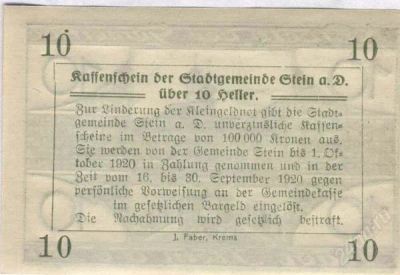 10 10
Kassenschein der Stadtgemeinde Stein a. D.
über 10 Heller.
Zur Linderung der Kleingeldnot gibt die Stadt-
gemeinde Stein a. D. unverzinsliche Kassen-
scheine im Betrage von 100 000 Kronen aus.
Sie werden von der Gemeinde Stein bis 1. Ok-
tober 1920 in Zahlung genommen und in der
Zeit vom 16. bis 30. September 1920 gegen
persönliche Vorweisung an der Gemeindekasse
im gesetzlichen Bargeld eingelöst.
Die Nachahmung wird gesetzlich bestraft.
10 10
J. Faber, Krems